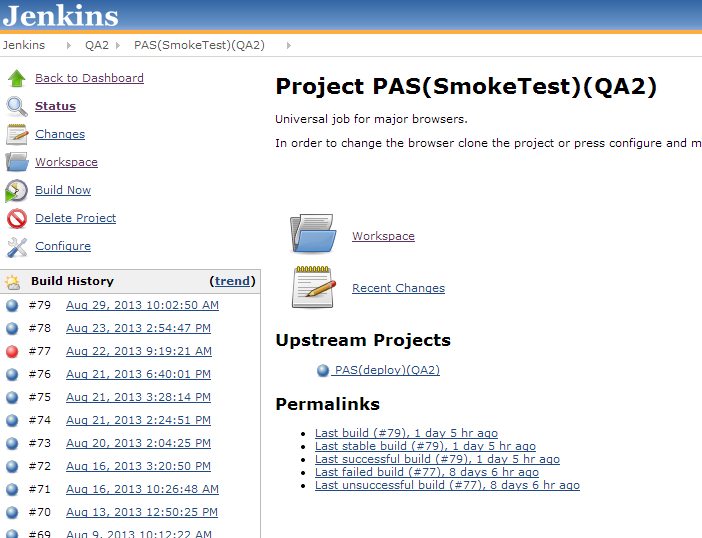 Jenkins
Jenkins QA2 PAS(SmokeTest)(QA2)
Back to Dashboard
Status
Changes
Workspace
Build Now
Delete Project
Configure
Build History (trend)
#79 Aug 29, 2013 10:02:50 AM
#78 Aug 23, 2013 2:54:47 PM
#77 Aug 22, 2013 9:19:21 AM
#76 Aug 21, 2013 6:40:01 PM
#75 Aug 21, 2013 3:28:14 PM
#74 Aug 21, 2013 2:24:51 PM
#73 Aug 20, 2013 2:04:25 PM
#72 Aug 16, 2013 3:20:50 PM
#71 Aug 16, 2013 10:26:48 AM
#70 Aug 13, 2013 12:50:25 PM
#69 Aug 9, 2013 10:12:22 AM
Project PAS(SmokeTest)(QA2)
Universal job for major browsers.
In order to change the browser clone the project or press configure and m
Workspace
Recent Changes
Upstream Projects
PAS(deploy)(QA2)
Permalinks
Last build (#79), 1 day 5 hr ago
Last stable build (#79), 1 day 5 hr ago
Last successful build (#79), 1 day 5 hr ago
Last failed build (#77), 8 days 6 hr ago
Last unsuccessful build (#77), 8 days 6 hr ago